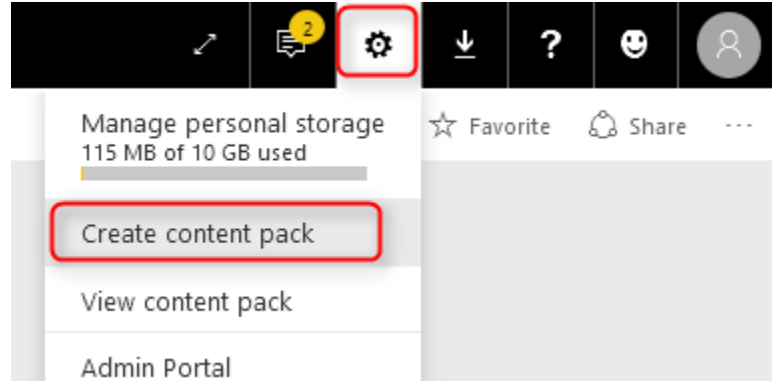 2
?
Manage personal storage
115 MB of 10 GB used
Favorite
Share
...
Create content pack
View content pack
Admin Portal